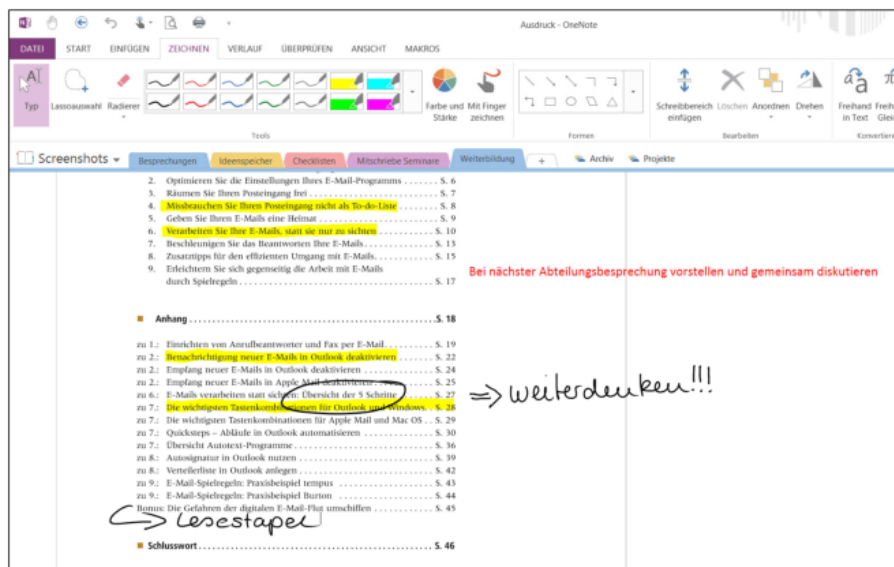 Ausdruck - OneNote
DATEI START EINFÜGEN ZEICHNEN VERLAUF ÜBERPRÜFEN ANSICHT MAKROS
Typ Lassoauswahl Radierer Farbe und Stärke Mit Finger zeichnen Schreibbereich einfügen Löschen Anordnen Drehen Freihand in Text
Tools Formen Bearbeiten
Screenshots Besprechungen Ideenspeicher Checklisten Mitschriebe Seminare Weiterbildung + Archiv Projekte
2. Optimieren Sie die Einstellungen Ihres E-Mail-Programms . . . . . . . S. 6
3. Räumen Sie Ihren Posteingang frei . . . . . . . S. 7
4. Missbrauchen Sie Ihren Posteingang nicht als To-do-Liste . . . . . . . S. 8
5. Geben Sie Ihren E-Mails eine Heimat . . . . . . . S. 9
6. Verarbeiten Sie Ihre E-Mails, statt sie nur zu sichten . . . . . . . S. 10
7. Beschleunigen Sie das Beantworten Ihre E-Mails . . . . . . . S. 13
8. Zusatztipps für den effizienten Umgang mit E-Mails . . . . . . . S. 15
9. Erleichtern Sie sich gegenseitig die Arbeit mit E-Mails
durch Spielregeln . . . . . . . S. 17
Bei nächster Abteilungsbesprechung vorstellen und gemeinsam diskutieren
Anhang . . . . . . . S. 18
zu 1.: Einrichten von Anrufbeantworter und Fax per E-Mail . . . . . . . S. 19
zu 2.: Benachrichtigung neuer E-Mails in Outlook deaktivieren . . . . . . . S. 22
zu 2.: Empfang neuer E-Mails in Outlook deaktivieren . . . . . . . S. 24
zu 2.: Empfang neuer E-Mails in Apple Mail deaktivieren . . . . . . . S. 25
zu 6.: E-Mails verarbeiten statt sichten: Übersicht der 5 Schritte . . . . . . . S. 27
⇒ weiterdenken!!!
zu 7.: Die wichtigsten Tastenkombinationen für Outlook und Windows. . S. 28
zu 7.: Die wichtigsten Tastenkombinationen für Apple Mail und Mac OS . . S. 29
zu 7.: Quicksteps – Abläufe in Outlook automatisieren . . . . . . . S. 30
zu 7.: Übersicht Autotext-Programme . . . . . . . S. 36
zu 8.: Autosignatur in Outlook nutzen . . . . . . . S. 39
zu 8.: Verteilerliste in Outlook anlegen . . . . . . . S. 42
zu 9.: E-Mail-Spielregeln: Praxisbeispiel tempus . . . . . . . S. 43
zu 9.: E-Mail-Spielregeln: Praxisbeispiel Burton . . . . . . . S. 44
Bonus: Die Gefahren der digitalen E-Mail-Flut umschiffen . . . . . . . S. 45
Lesestapel
Schlusswort . . . . . . . S. 46